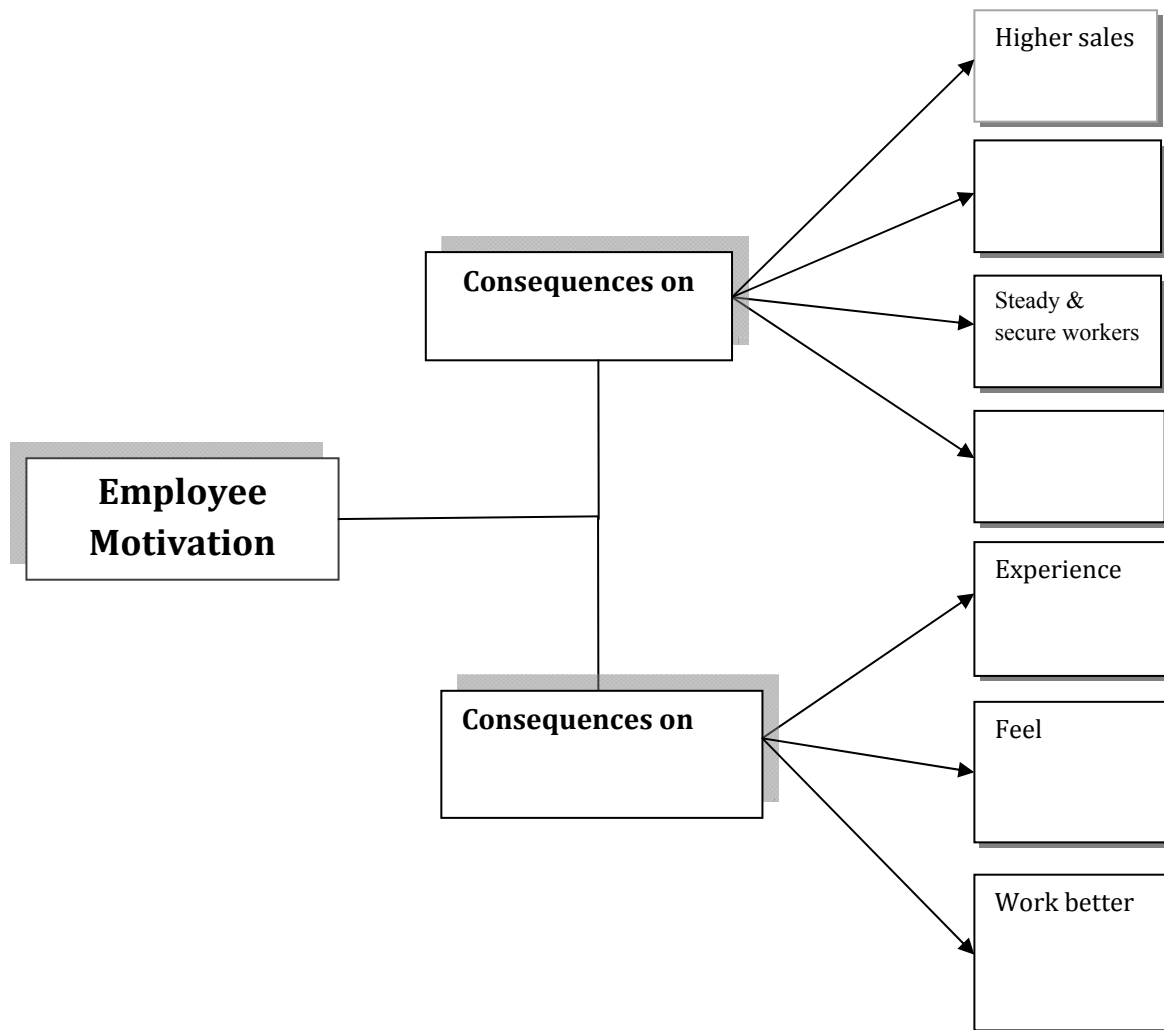 Higher sales
Consequences on
Steady &
secure workers
Employee
Motivation
Experience
Consequences on
Feel
Work better